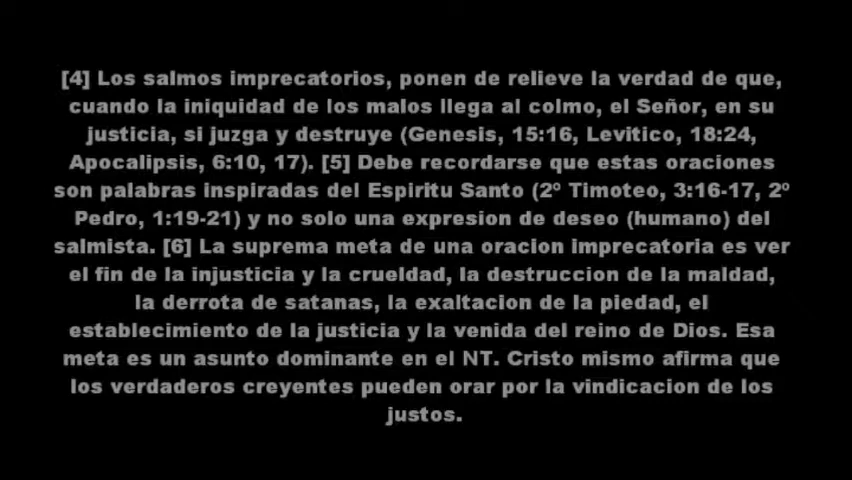 [4] Los salmos imprecatorios, ponen de relieve la verdad de que,
cuando la iniquidad de los malos llega al colmo, el Señor, en su
justicia, si juzga y destruye (Genesis, 15:16, Levitico, 18:24,
Apocalipsis, 6:10, 17). [5] Debe recordarse que estas oraciones
son palabras inspiradas del Espiritu Santo (2º Timoteo, 3:16-17, 2º
Pedro, 1:19-21) y no solo una expresion de deseo (humano) del
salmista. [6] La suprema meta de una oracion imprecatoria es ver
el fin de la injusticia y la crueldad, la destruccion de la maldad,
la derrota de satanas, la exaltacion de la piedad, el
establecimiento de la justicia y la venida del reino de Dios. Esa
meta es un asunto dominante en el NT. Cristo mismo afirma que
los verdaderos creyentes pueden orar por la vindicacion de los
justos.